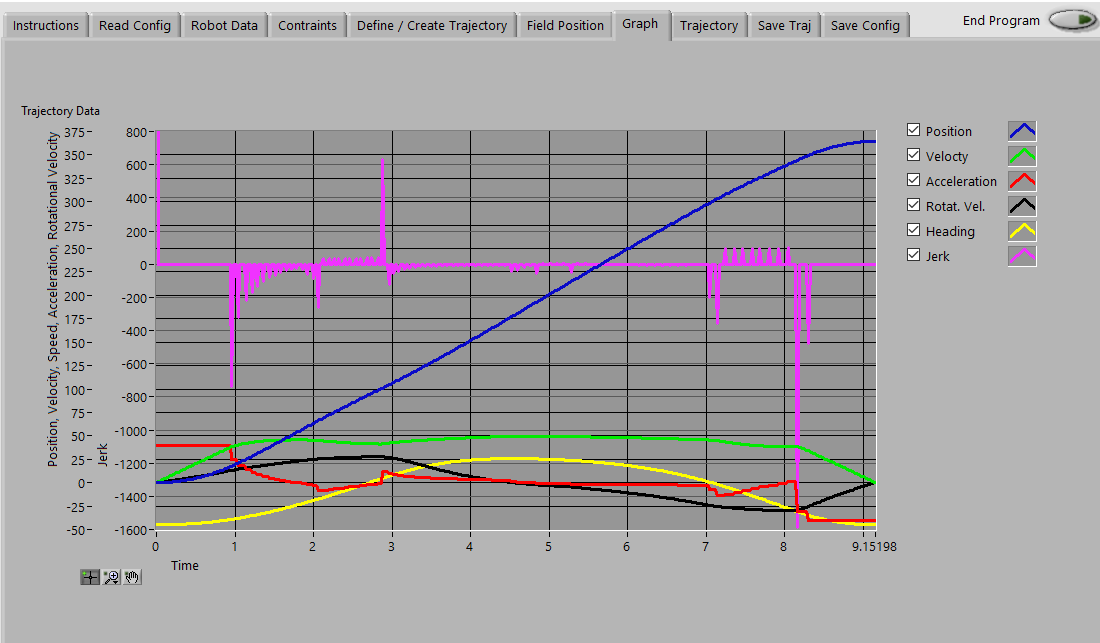 Instructions Read Config Robot Data Contraints Define / Create Trajectory Field Position Graph Trajectory Save Traj Save Config End Program
Trajectory Data
Position, Velocity, Speed, Acceleration, Rotational Velocity
375
350
325
300
275
250
225
200
175
150
125
100
75
50
25
0
-25
-50
Jerk
800
600
400
200
0
-200
-400
-600
-800
-1000
-1200
-1400
-1600
0 1 2 3 4 5 6 7 8 9.15198
Time
Position
Velocty
Acceleration
Rotat. Vel.
Heading
Jerk